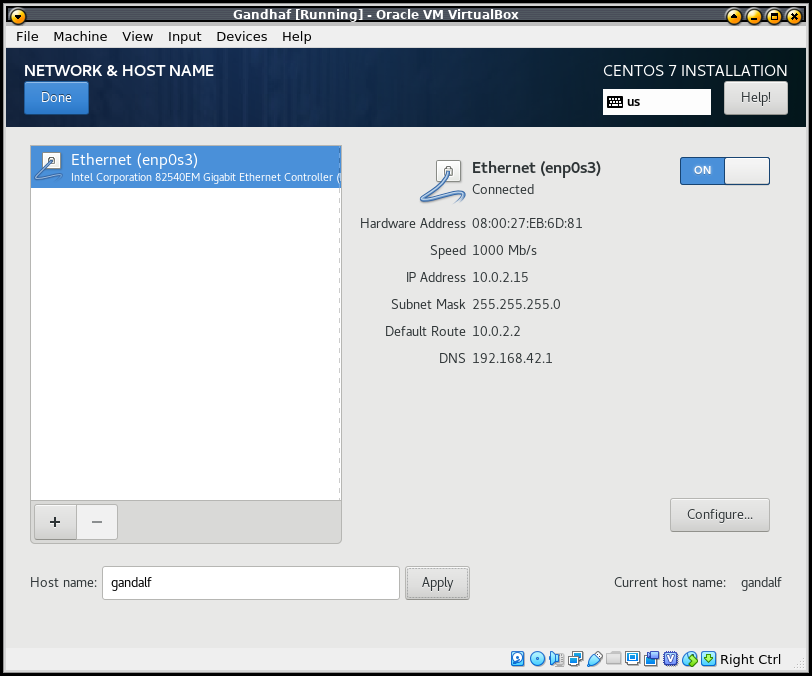 Gandhaf [Running] - Oracle VM VirtualBox
File Machine View Input Devices Help
NETWORK & HOST NAME
CENTOS 7 INSTALLATION
Done
us
Help!
Ethernet (enp0s3)
Intel Corporation 82540EM Gigabit Ethernet Controller (
Ethernet (enp0s3)
Connected
ON
Hardware Address 08:00:27:EB:6D:81
Speed 1000 Mb/s
IP Address 10.0.2.15
Subnet Mask 255.255.255.0
Default Route 10.0.2.2
DNS 192.168.42.1
+ −
Configure...
Host name: gandalf Apply Current host name: gandalf
Right Ctrl